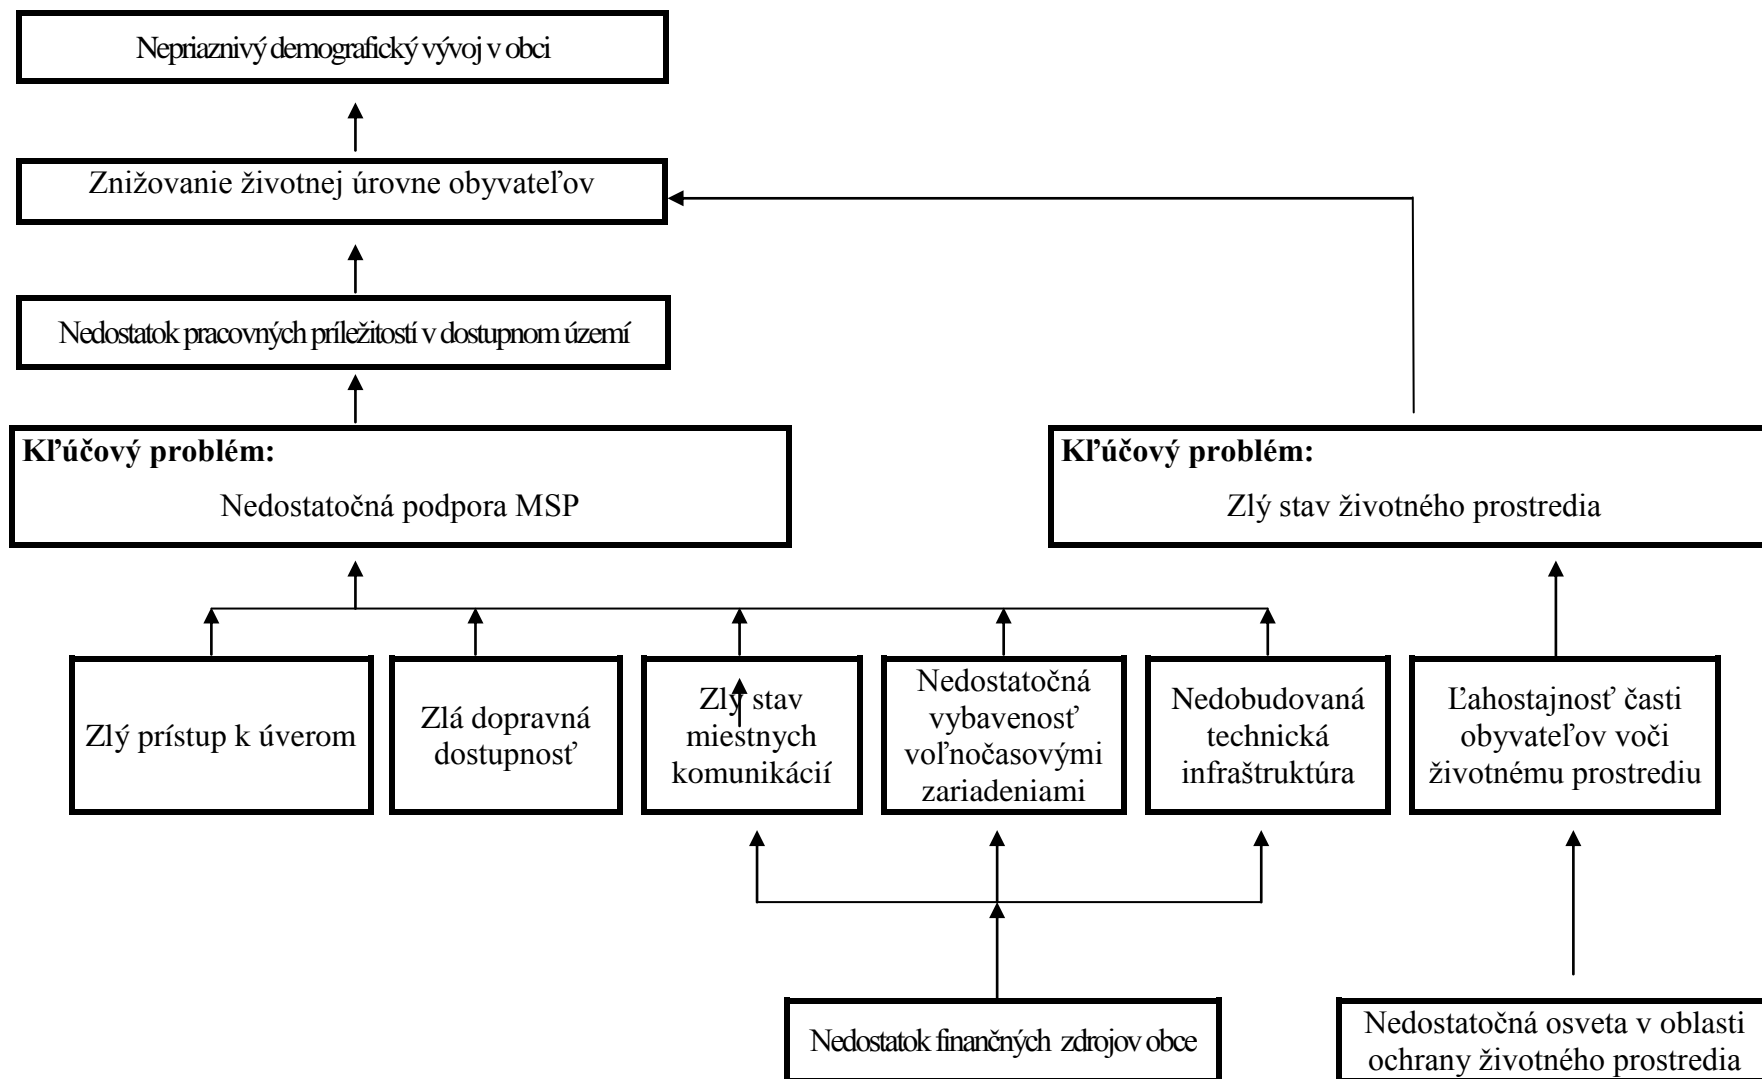 Nepriaznivý demografický vývoj v obci
Znižovanie životnej úrovne obyvateľov
Nedostatok pracovných príležitostí v dostupnom území
Kľúčový problém:
Nedostatočná podpora MSP
Kľúčový problém:
Zlý stav životného prostredia
Zlý prístup k úverom
Zlá dopravná
dostupnosť
Zlý stav
miestnych
komunikácií
Nedostatočná
vybavenosť
voľnočasovými
zariadeniami
Nedobudovaná
technická
infraštruktúra
Ľahostajnosť časti
obyvateľov voči
životnému prostrediu
Nedostatok finančných zdrojov obce
Nedostatočná osveta v oblasti
ochrany životného prostredia